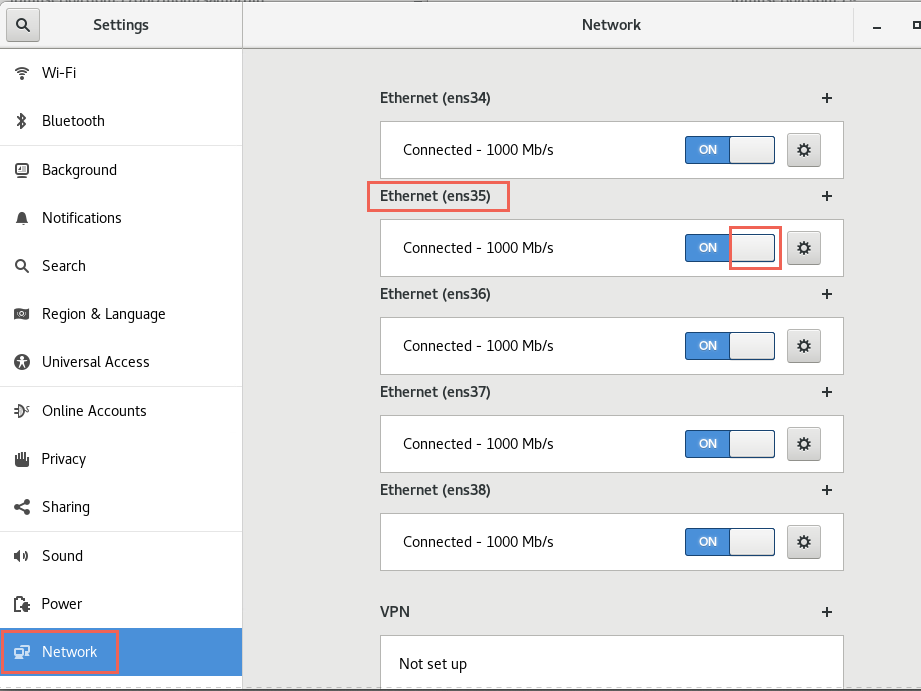 Settings
Network
Wi-Fi
Bluetooth
Background
Notifications
Search
Region & Language
Universal Access
Online Accounts
Privacy
Sharing
Sound
Power
Network
Ethernet (ens34)
Connected - 1000 Mb/s
ON
Ethernet (ens35)
Connected - 1000 Mb/s
ON
Ethernet (ens36)
Connected - 1000 Mb/s
ON
Ethernet (ens37)
Connected - 1000 Mb/s
ON
Ethernet (ens38)
Connected - 1000 Mb/s
ON
VPN
Not set up